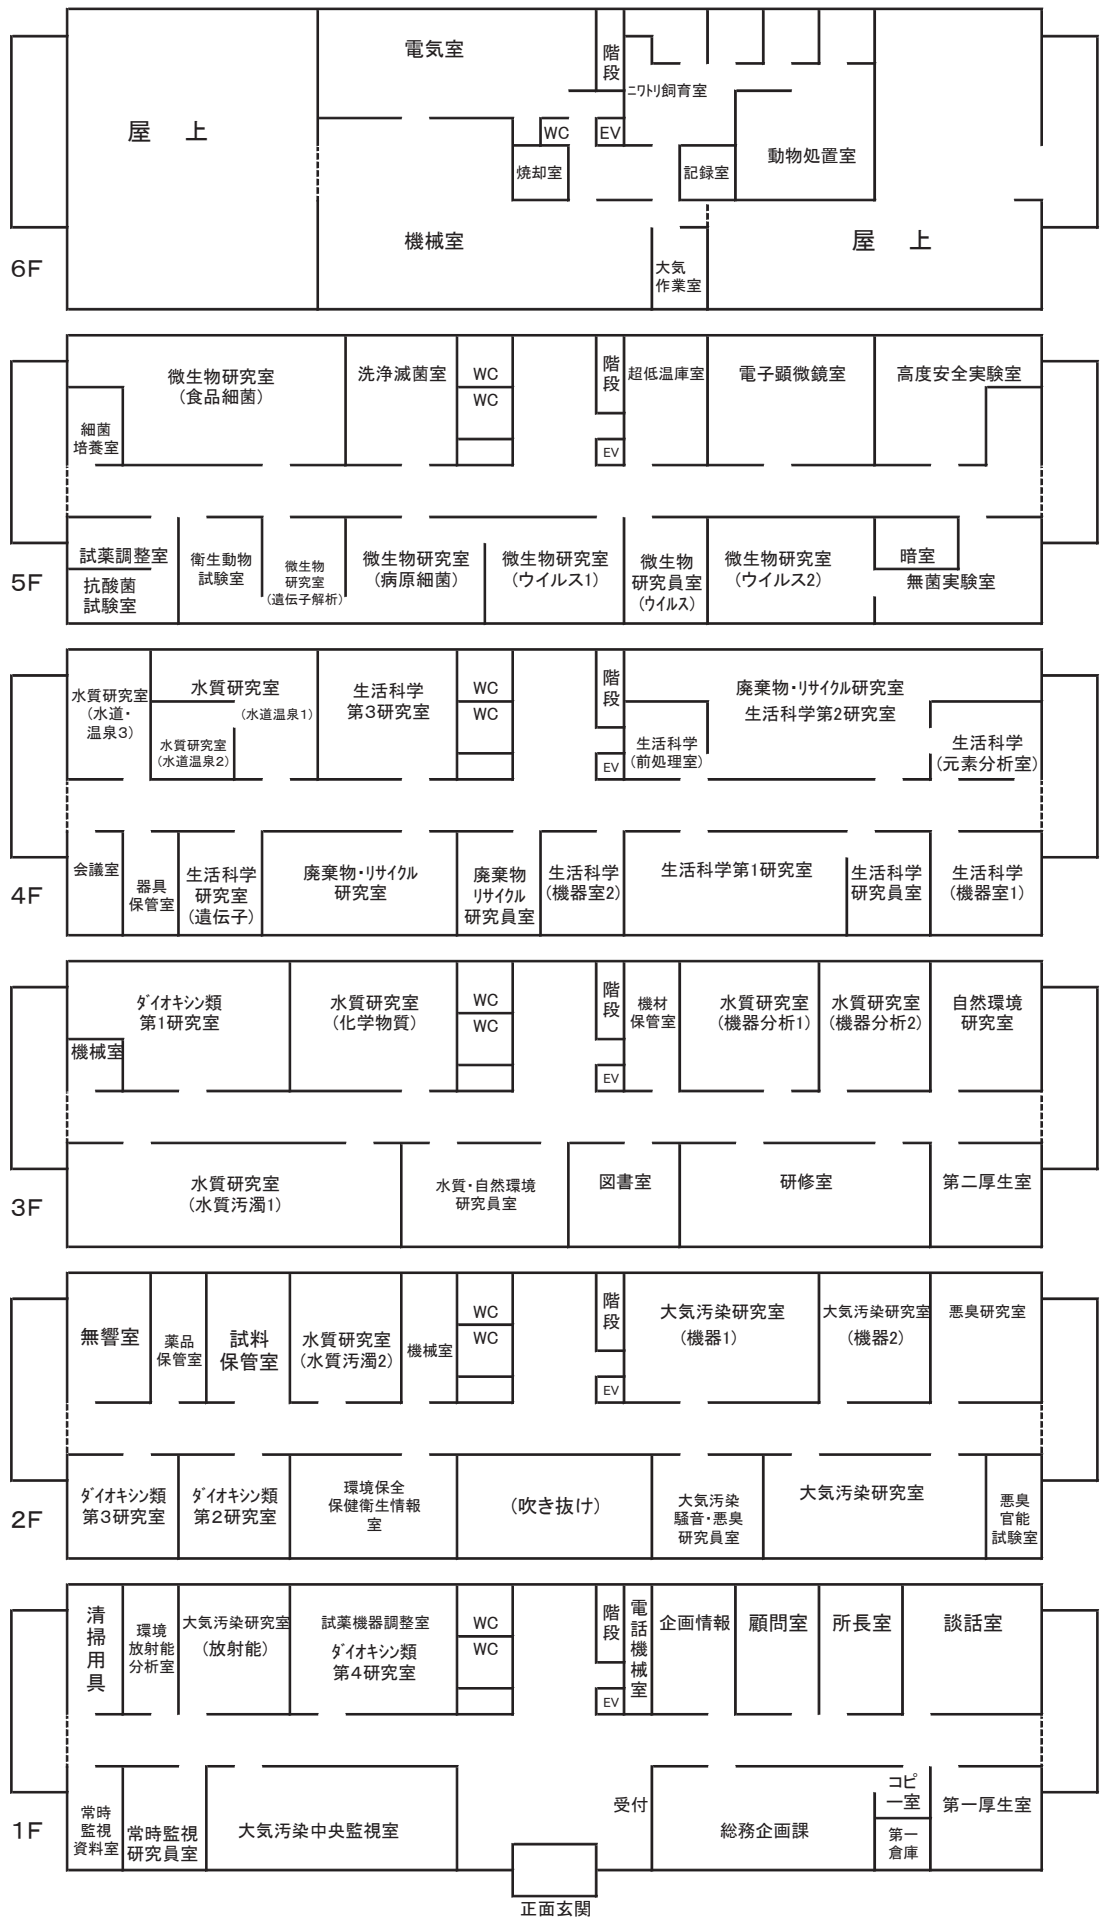 電気室
階段
ニワトリ飼育室
屋 上
WC
EV
動物処置室
焼却室
記録室
機械室
屋 上
大気
作業室
6F
微生物研究室
(食品細菌)
洗浄滅菌室
WC
WC
階段
超低温庫室
電子顕微鏡室
高度安全実験室
細菌
培養室
EV
試薬調整室
抗酸菌
試験室
衛生動物
試験室
微生物
研究室
(遺伝子解析)
微生物研究室
(病原細菌)
微生物研究室
(ウイルス1)
微生物
研究員室
(ウイルス)
微生物研究室
(ウイルス2)
暗室
無菌実験室
5F
水質研究室
(水道・
温泉3)
水質研究室
(水道温泉1)
水質研究室
(水道温泉2)
生活科学
第3研究室
WC
WC
階段
EV
廃棄物・リサイクル研究室
生活科学第2研究室
生活科学
(前処理室)
生活科学
(元素分析室)
会議室
器具
保管室
生活科学
研究室
(遺伝子)
廃棄物・リサイクル
研究室
廃棄物
リサイクル
研究員室
生活科学
(機器室2)
生活科学第1研究室
生活科学
研究員室
生活科学
(機器室1)
4F
ダイオキシン類
第1研究室
機械室
水質研究室
(化学物質)
WC
WC
階段
EV
機材
保管室
水質研究室
(機器分析1)
水質研究室
(機器分析2)
自然環境
研究室
水質研究室
(水質汚濁1)
水質・自然環境
研究員室
図書室
研修室
第二厚生室
3F
無響室
薬品
保管室
試料
保管室
水質研究室
(水質汚濁2)
機械室
WC
WC
階段
EV
大気汚染研究室
(機器1)
大気汚染研究室
(機器2)
悪臭研究室
ダイオキシン類
第3研究室
ダイオキシン類
第2研究室
環境保全
保健衛生情報
室
(吹き抜け)
大気汚染
騒音・悪臭
研究員室
大気汚染研究室
悪臭
官能
試験室
2F
清掃用具
環境
放射能
分析室
大気汚染研究室
(放射能)
試薬機器調整室
ダイオキシン類
第4研究室
WC
WC
階段
EV
電話機械室
企画情報
顧問室
所長室
談話室
常時
監視
資料室
常時監視
研究員室
大気汚染中央監視室
受付
総務企画課
コピ
ー室
第一
倉庫
第一厚生室
1F
正面玄関